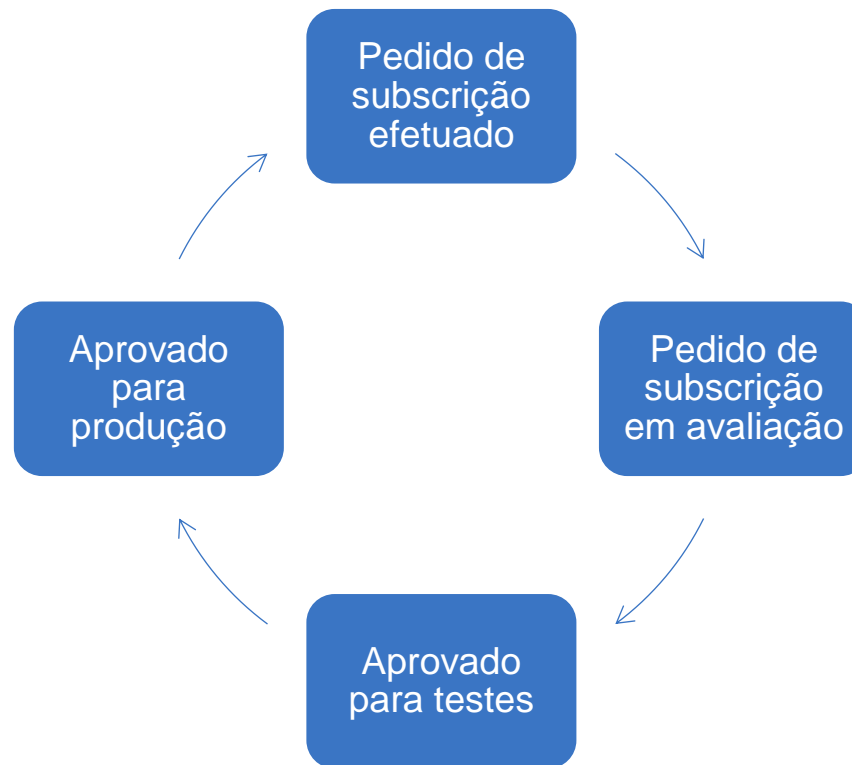 Pedido de
subscrição
efetuado
Aprovado
para
produção
Pedido de
subscrição
em avaliação
Aprovado
para testes